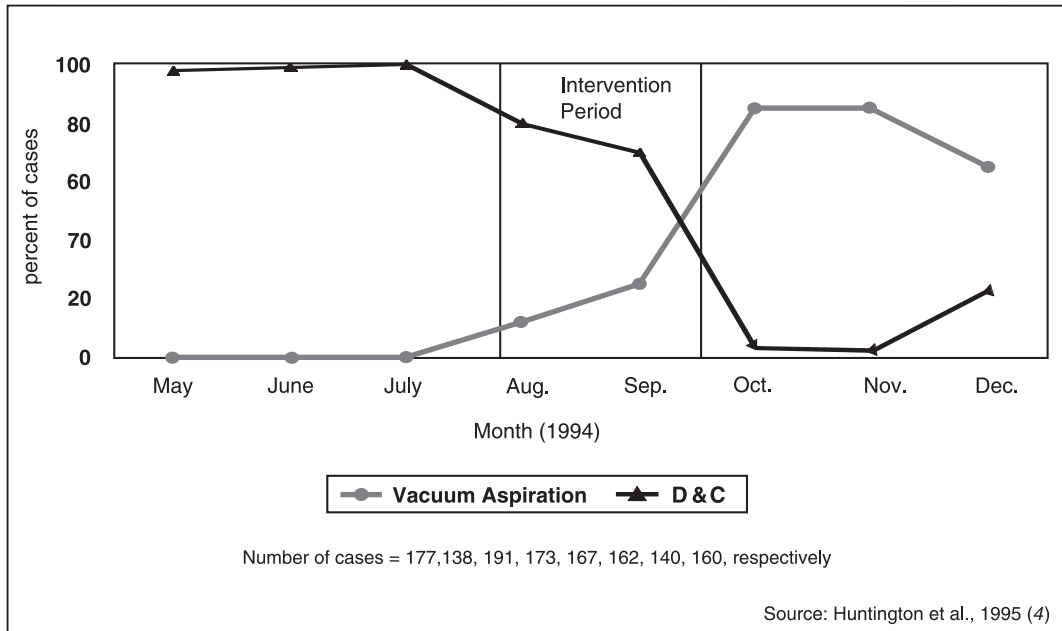 100
Intervention
Period
80
60
70
20
0
percent of cases
May June July Aug. Sep. Oct. Nov. Dec.
Month (1994)
Vacuum Aspiration D & C
Number of cases = 177,138, 191, 173, 167, 162, 140, 160, respectively
Source: Huntington et al., 1995 (4)